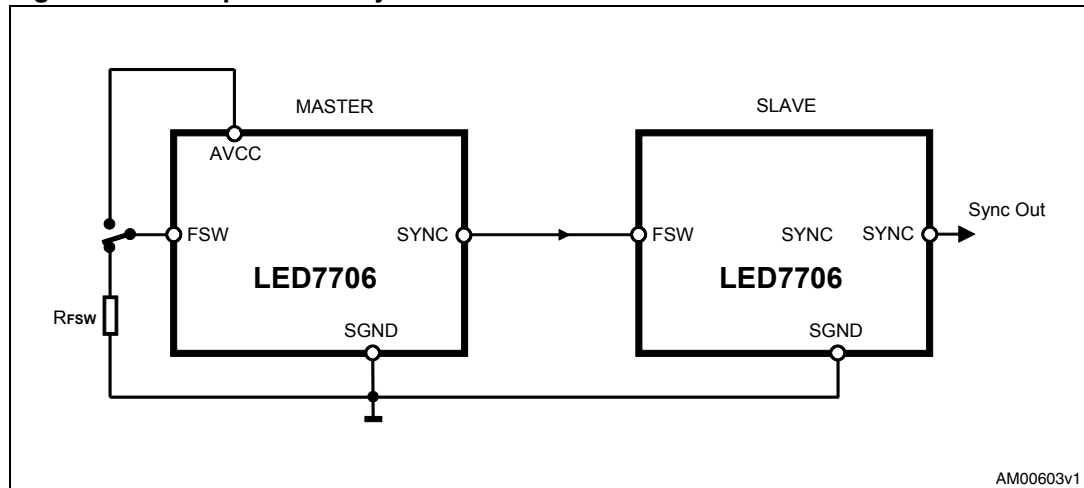 MASTER
SLAVE
AVCC
FSW
SYNC
FSW
SYNC
SYNC
Sync Out
LED7706
LED7706
RFSW
SGND
SGND
AM00603v1